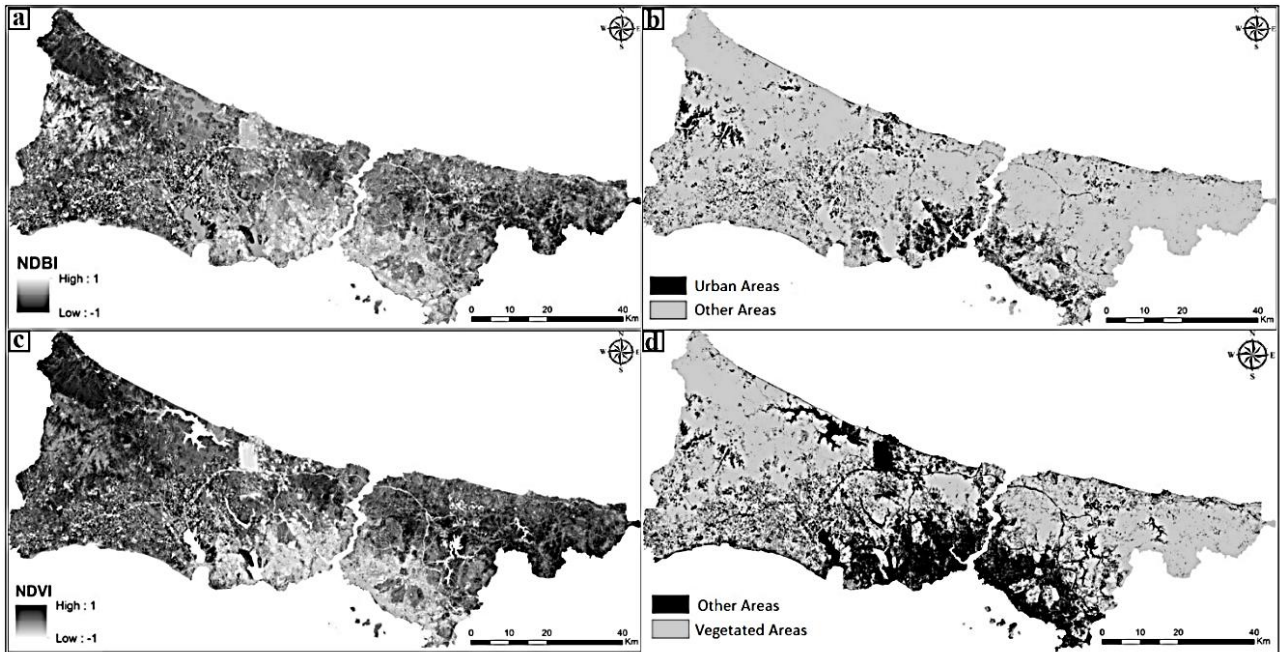 a
N
W E
S
NDBI
High : 1
Low : -1
0 10 20 40
Km
b
N
W E
S
Urban Areas
Other Areas
0 10 20 40
Km
c
N
W E
S
NDVI
High : 1
Low : -1
0 10 20 40
Km
d
N
W E
S
Other Areas
Vegetated Areas
0 10 20 40
Km